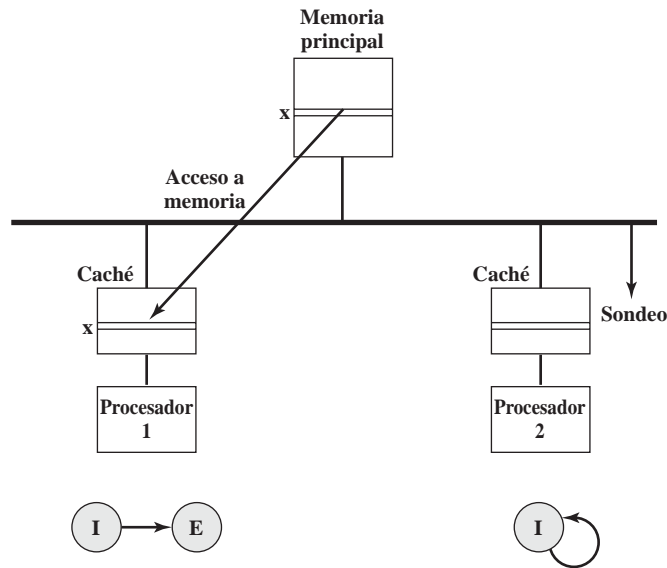 Memoria
principal
x
Acceso a
memoria
Caché
Caché
x
Sondeo
Procesador
1
Procesador
2
I
E
I